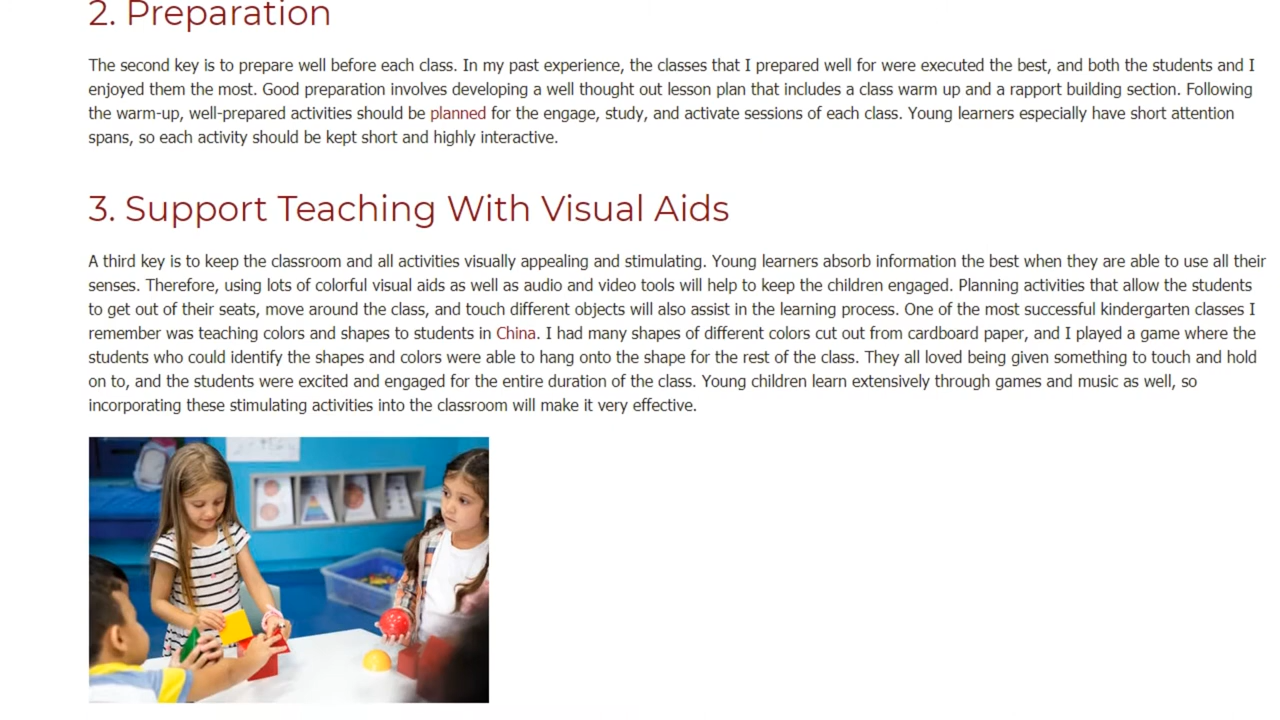 2. Preparation
The second key is to prepare well before each class. In my past experience, the classes that I prepared well for were executed the best, and both the students and I
enjoyed them the most. Good preparation involves developing a well thought out lesson plan that includes a class warm up and a rapport building section. Following
the warm-up, well-prepared activities should be planned for the engage, study, and activate sessions of each class. Young learners especially have short attention
spans, so each activity should be kept short and highly interactive.
3. Support Teaching With Visual Aids
A third key is to keep the classroom and all activities visually appealing and stimulating. Young learners absorb information the best when they are able to use all their
senses. Therefore, using lots of colorful visual aids as well as audio and video tools will help to keep the children engaged. Planning activities that allow the students
to get out of their seats, move around the class, and touch different objects will also assist in the learning process. One of the most successful kindergarten classes I
remember was teaching colors and shapes to students in China. I had many shapes of different colors cut out from cardboard paper, and I played a game where the
students who could identify the shapes and colors were able to hang onto the shape for the rest of the class. They all loved being given something to touch and hold
on to, and the students were excited and engaged for the entire duration of the class. Young children learn extensively through games and music as well, so
incorporating these stimulating activities into the classroom will make it very effective.